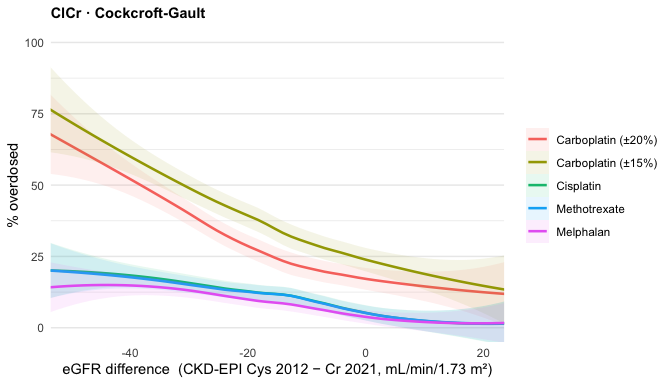 ClCr · Cockcroft-Gault
100
75
50
25
0
% overdosed
-40
-20
0
20
eGFR difference  (CKD-EPI Cys 2012 − Cr 2021, mL/min/1.73 m²)
Carboplatin (±20%)
Carboplatin (±15%)
Cisplatin
Methotrexate
Melphalan